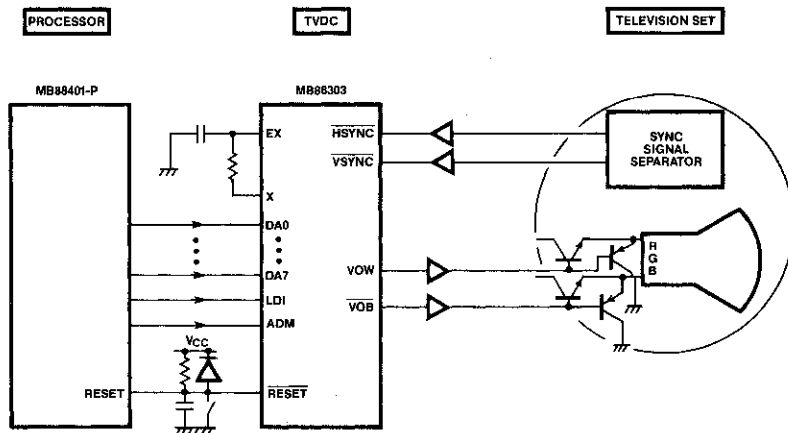 PROCESSOR
TVDC
TELEVISION SET
MB88401-P
MB88303
EX
X
DA0
DA7
LDI
ADM
VCC
RESET
RESET
HSYNC
VSYNC
VOW
VOB
SYNC
SIGNAL
SEPARATOR
R
G
B